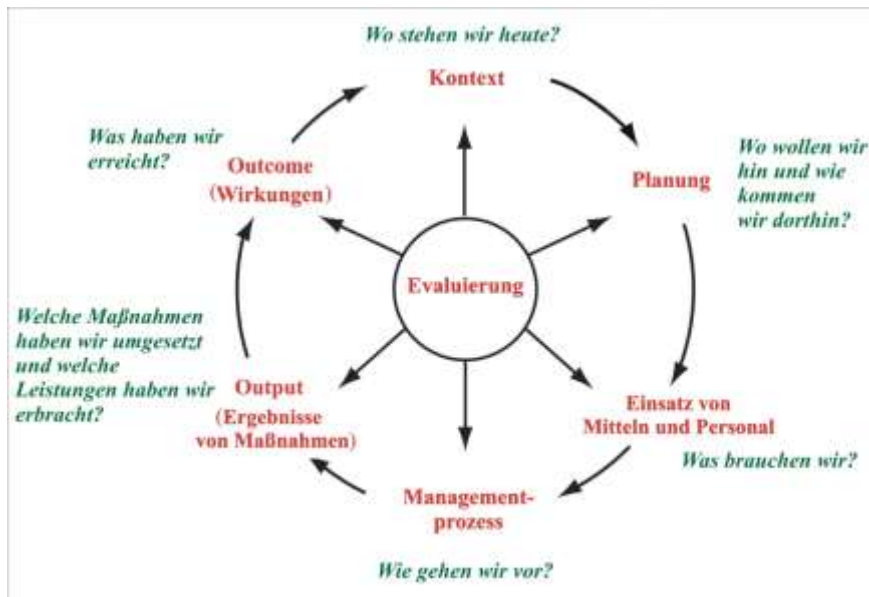 Wo stehen wir heute?
Kontext
Was haben wir
erreicht?
Outcome
(Wirkungen)
Planung
Wo wollen wir
hin und wie
kommen
wir dorthin?
Evaluierung
Welche Maßnahmen
haben wir umgesetzt
und welche
Leistungen haben wir
erbracht?
Output
(Ergebnisse
von Maßnahmen)
Einsatz von
Mitteln und Personal
Was brauchen wir?
Management-
prozess
Wie gehen wir vor?